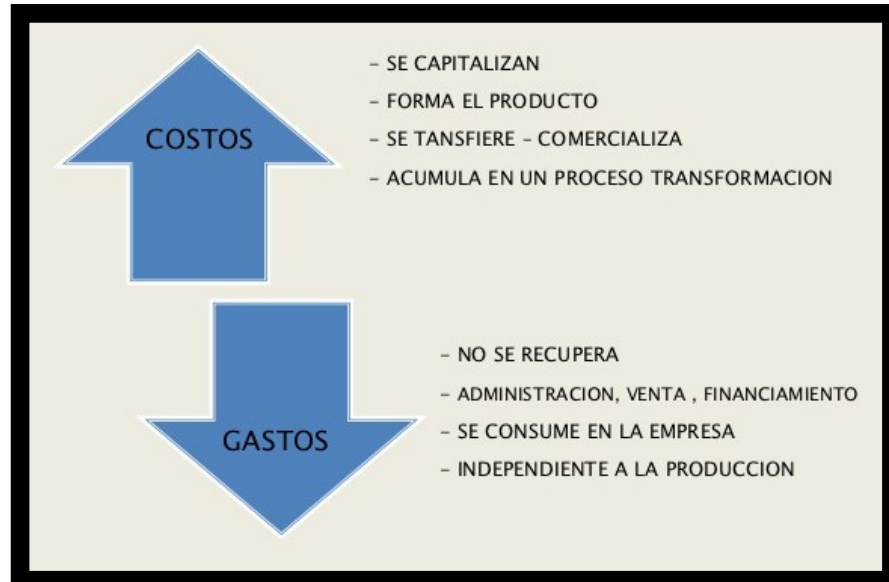 COSTOS
– SE CAPITALIZAN
– FORMA EL PRODUCTO
– SE TANSFIERE – COMERCIALIZA
– ACUMULA EN UN PROCESO TRANSFORMACION
GASTOS
– NO SE RECUPERA
– ADMINISTRACION, VENTA , FINANCIAMIENTO
– SE CONSUME EN LA EMPRESA
– INDEPENDIENTE A LA PRODUCCION